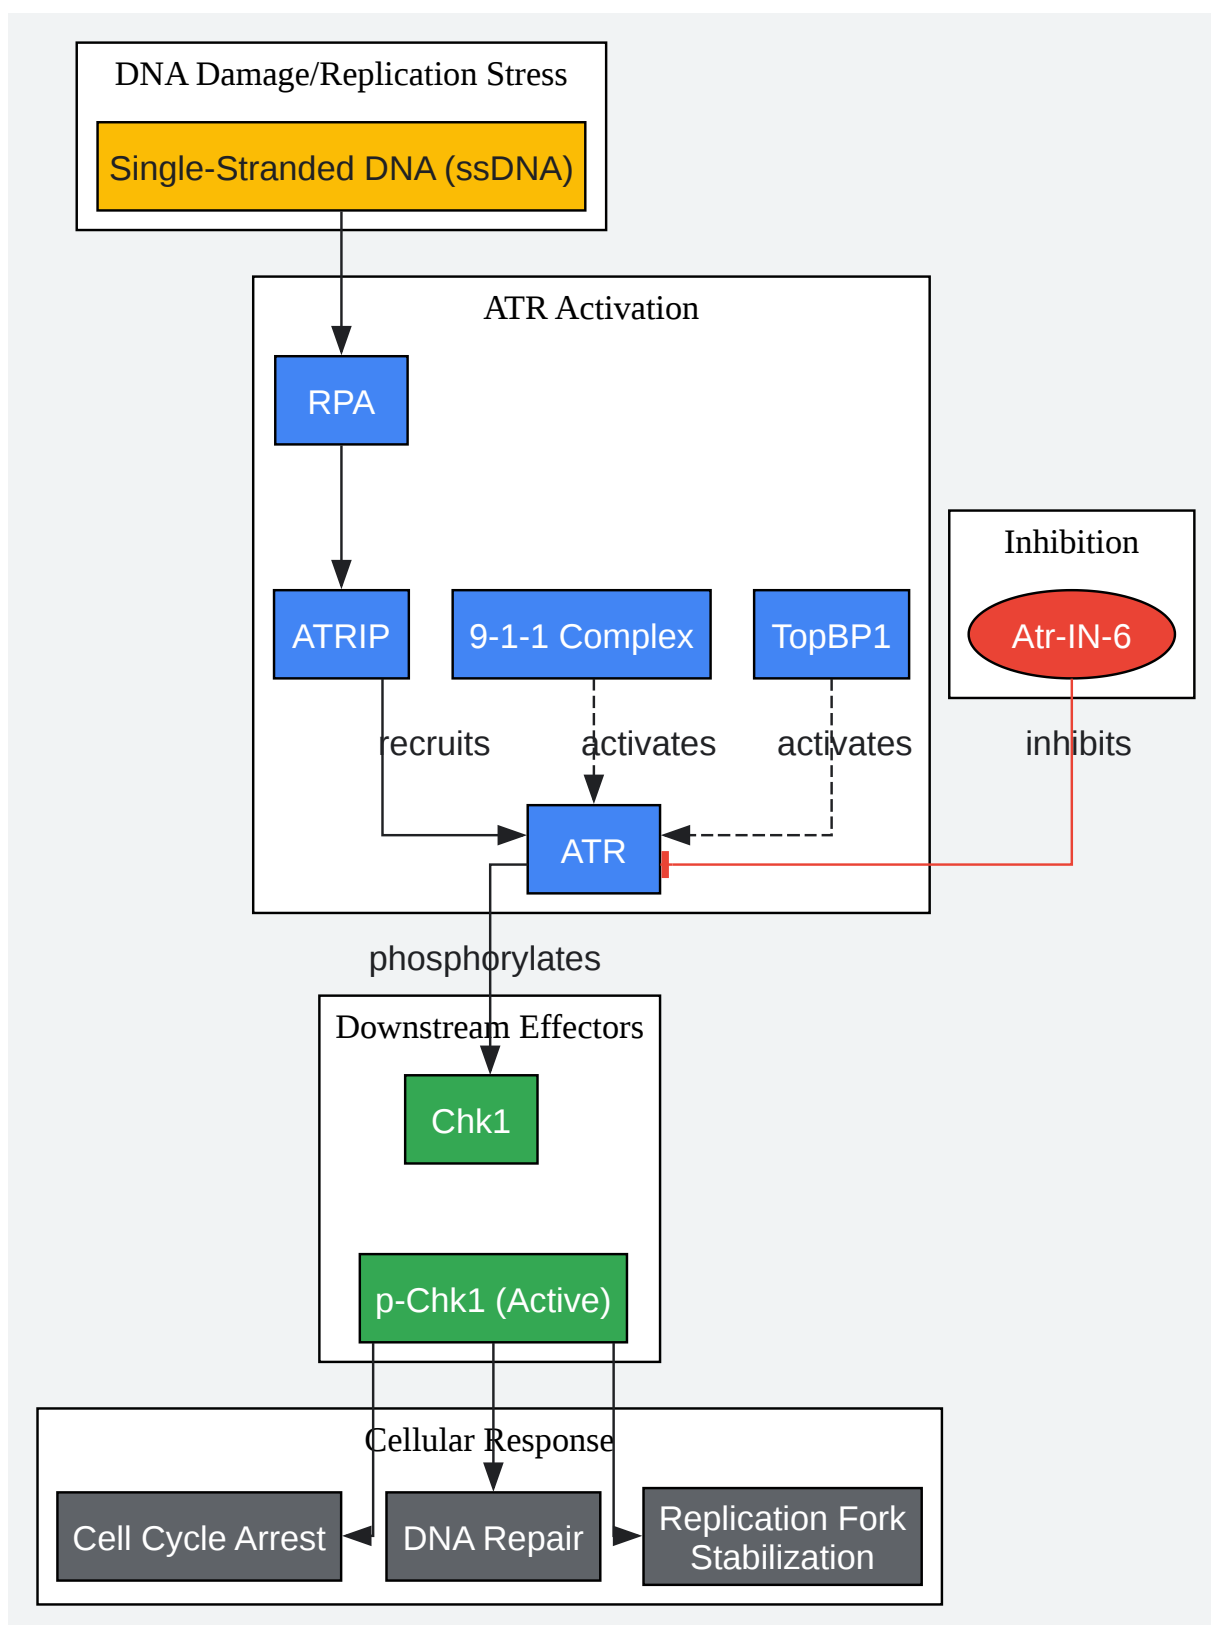 DNA Damage/Replication Stress
Single-Stranded DNA (ssDNA)
ATR Activation
RPA
Inhibition
ATRIP
9-1-1 Complex
TopBP1
Atr-IN-6
recruits
activates
activates
inhibits
ATR
phosphorylates
Downstream Effectors
Chk1
p-Chk1 (Active)
Cellular Response
Cell Cycle Arrest
DNA Repair
Replication Fork
Stabilization